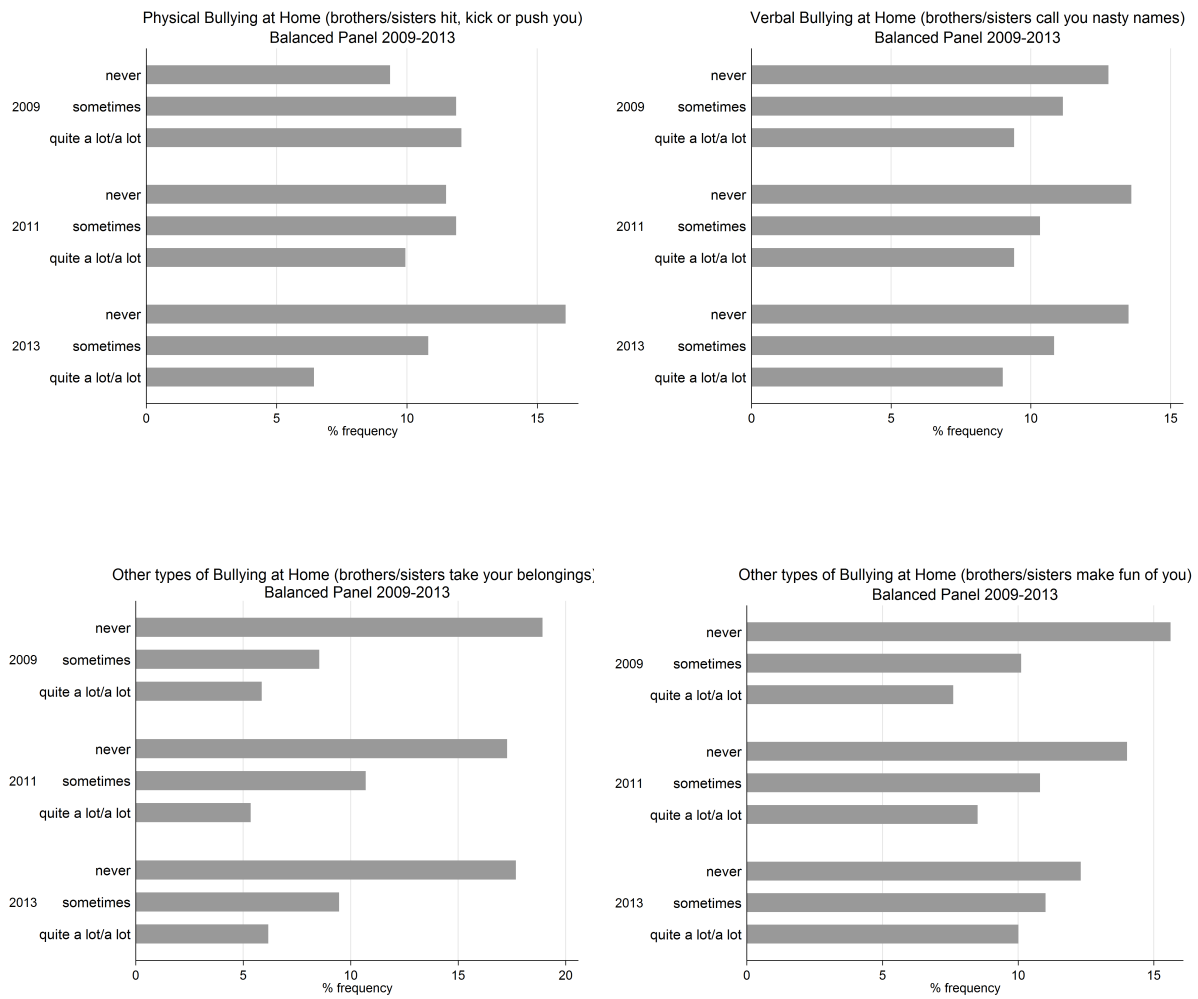 Physical Bullying at Home (brothers/sisters hit, kick or push you)
Balanced Panel 2009-2013
never
2009 sometimes
quite a lot/a lot
never
2011 sometimes
quite a lot/a lot
never
2013 sometimes
quite a lot/a lot
0 5 10 15
% frequency
Verbal Bullying at Home (brothers/sisters call you nasty names)
Balanced Panel 2009-2013
never
2009 sometimes
quite a lot/a lot
never
2011 sometimes
quite a lot/a lot
never
2013 sometimes
quite a lot/a lot
0 5 10 15
% frequency
Other types of Bullying at Home (brothers/sisters take your belongings)
Balanced Panel 2009-2013
never
2009 sometimes
quite a lot/a lot
never
2011 sometimes
quite a lot/a lot
never
2013 sometimes
quite a lot/a lot
0 5 10 15 20
% frequency
Other types of Bullying at Home (brothers/sisters make fun of you)
Balanced Panel 2009-2013
never
2009 sometimes
quite a lot/a lot
never
2011 sometimes
quite a lot/a lot
never
2013 sometimes
quite a lot/a lot
0 5 10 15
% frequency